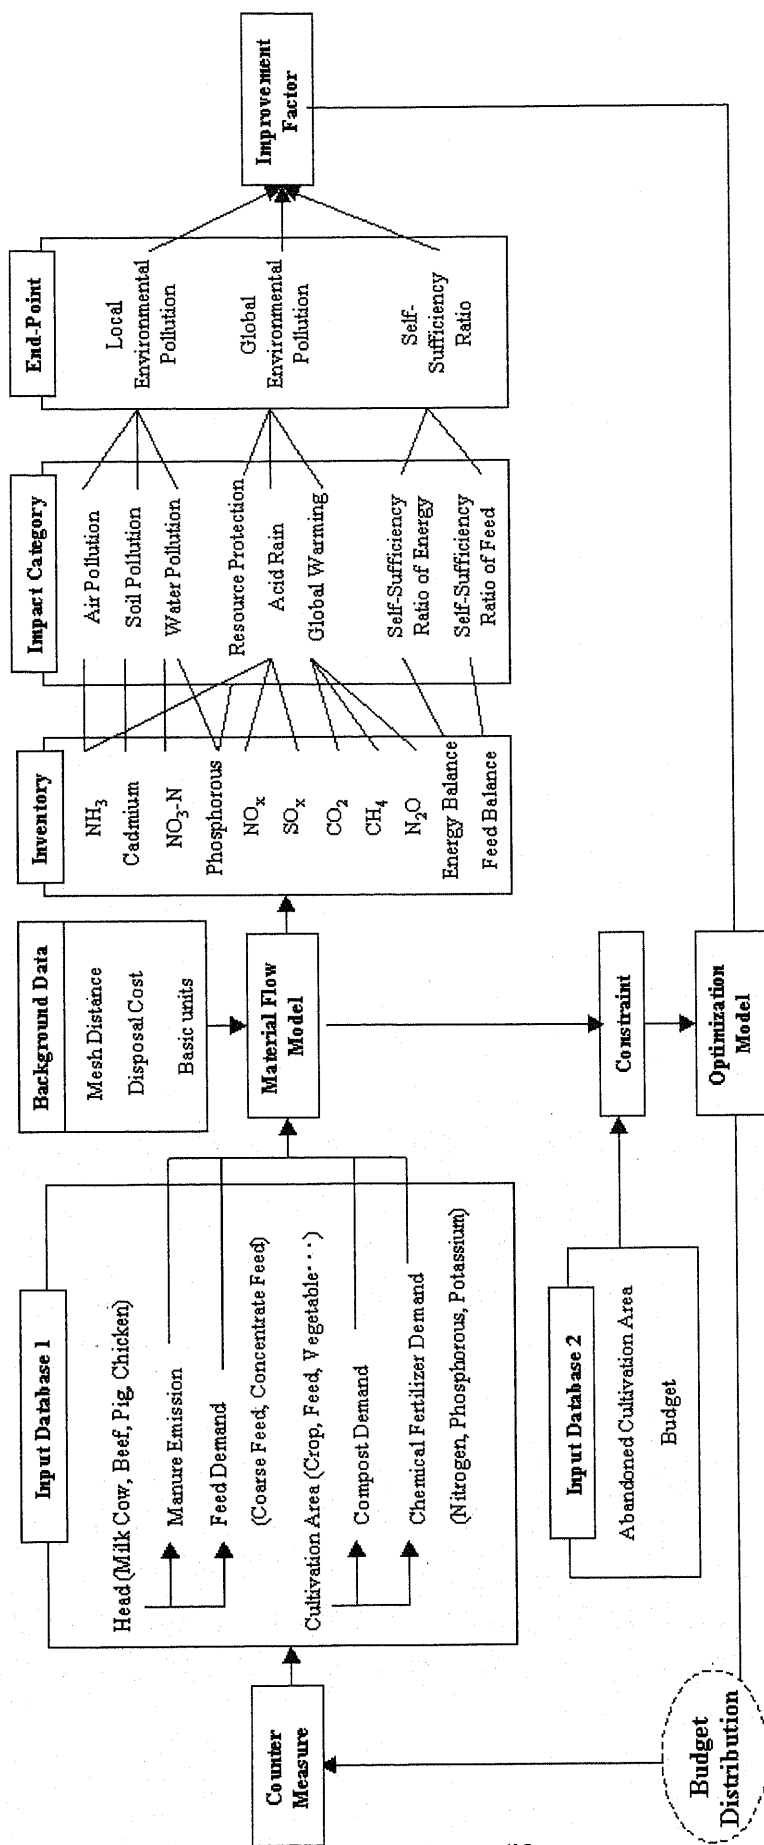 Counter
Measure
Budget
Distribution
Input Database 1
Head (Milk Cow, Beef, Pig, Chicken)
Manure Emission
Feed Demand
(Coarse Feed, Concentrate Feed)
Cultivation Area (Crop, Feed, Vegetable･･･)
Compost Demand
Chemical Fertilizer Demand
(Nitrogen, Phosphorous, Potassium)
Input Database 2
Abandoned Cultivation Area
Budget
Background Data
Mesh Distance
Disposal Cost
Basic units
Material Flow
Model
Constraint
Optimization
Model
Inventory
NH₃
Cadmium
NO₃-N
Phosphorous
NOₓ
SOₓ
CO₂
CH₄
N₂O
Energy Balance
Feed Balance
Impact Category
Air Pollution
Soil Pollution
Water Pollution
Resource Protection
Acid Rain
Global Warming
Self-Sufficiency
Ratio of Energy
Self-Sufficiency
Ratio of Feed
End-Point
Local
Environmental
Pollution
Global
Environmental
Pollution
Self-
Sufficiency
Ratio
Improvement
Factor